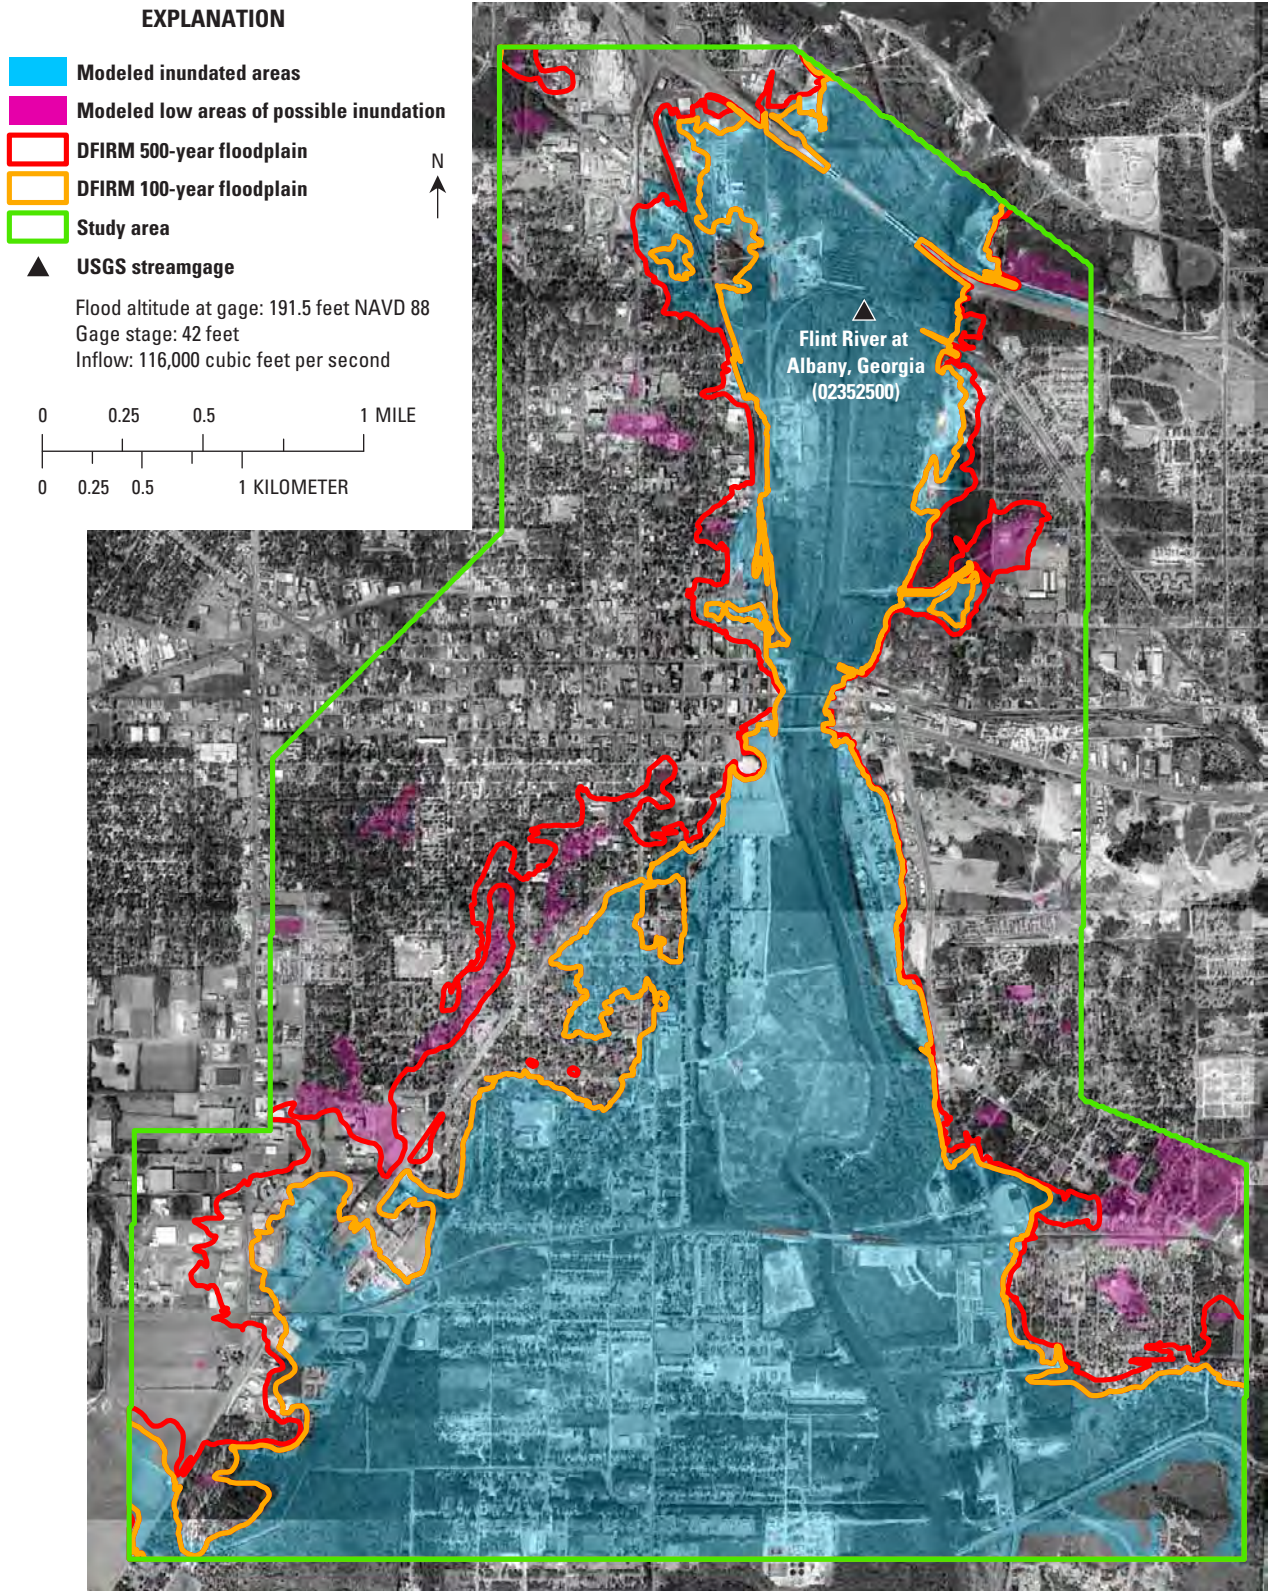 EXPLANATION
Modeled inundated areas
Modeled low areas of possible inundation
DFIRM 500-year floodplain
DFIRM 100-year floodplain
Study area
USGS streamgage
Flood altitude at gage: 191.5 feet NAVD 88
Gage stage: 42 feet
Inflow: 116,000 cubic feet per second
N
0 0.25 0.5 1 MILE
0 0.25 0.5 1 KILOMETER
Flint River at
Albany, Georgia
(02352500)